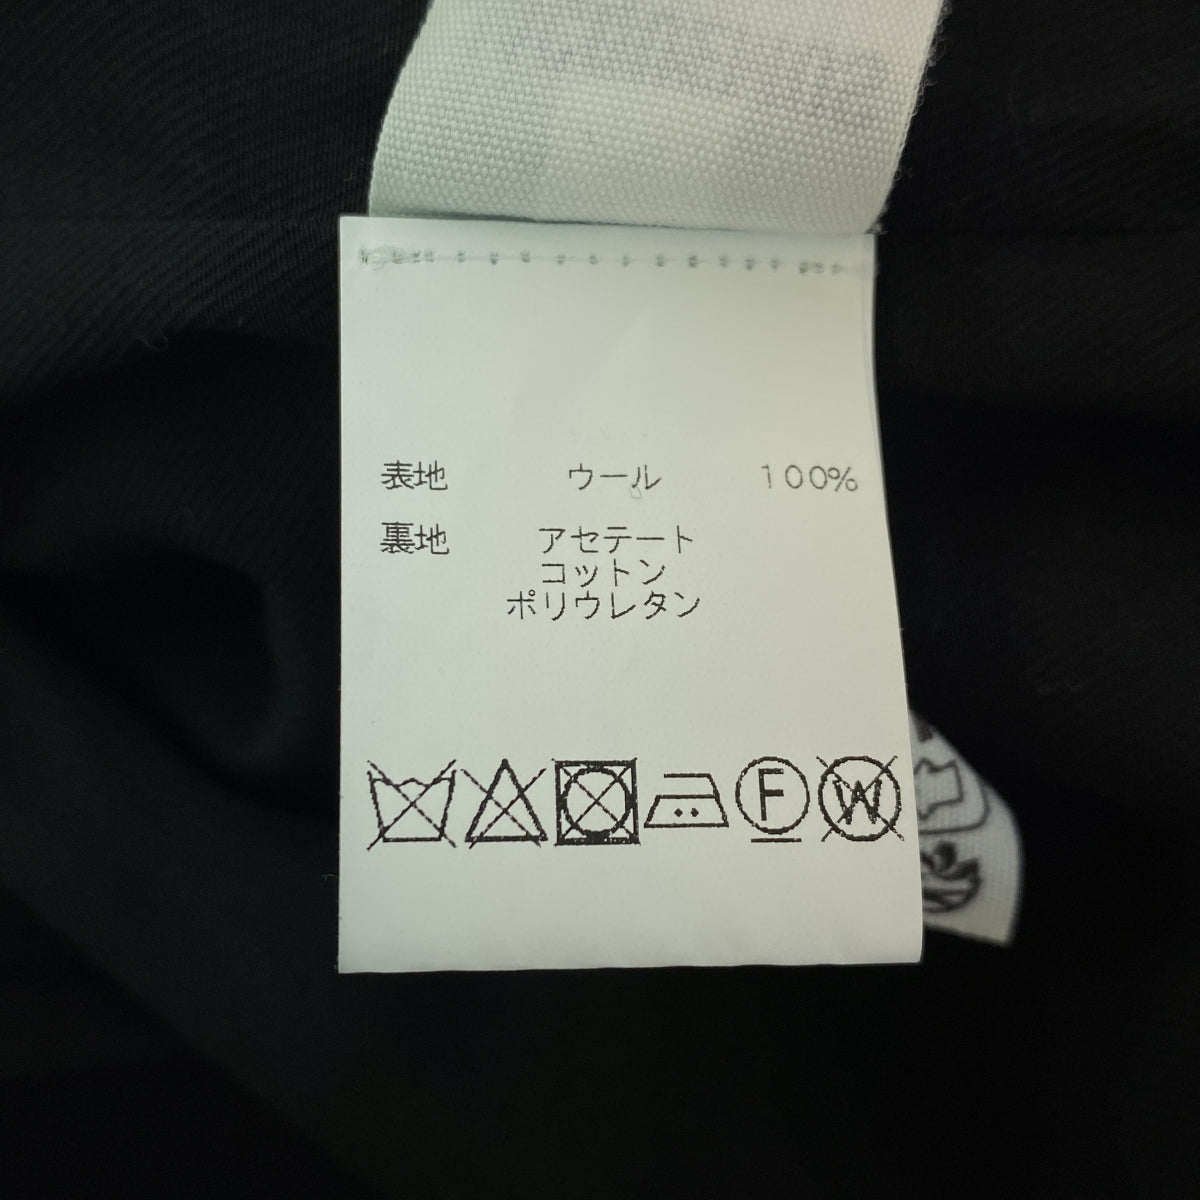 表地 ウール 100%
裏地 アセテート
コットン
ポリウレタン
F W